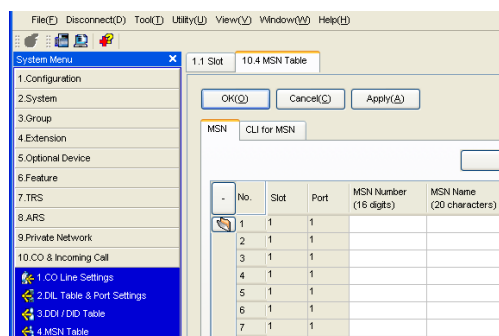 File(F) Disconnect(D) Tool(T) Utility(U) View(V) Window(W) Help(H)
System Menu X
1.1 Slot 10.4 MSN Table
1.Configuration
2.System
3.Group
4.Extension
5.Optional Device
6.Feature
7.TRS
8.ARS
9.Private Network
10.CO & Incoming Call
1.CO Line Settings
2.DIL Table & Port Settings
3.DDI / DID Table
4.MSN Table
OK(O) Cancel(C) Apply(A)
MSN CLI for MSN
- No. Slot Port MSN Number (16 digits) MSN Name (20 characters)
1 1 1
2 1 1
3 1 1
4 1 1
5 1 1
6 1 1
7 1 1